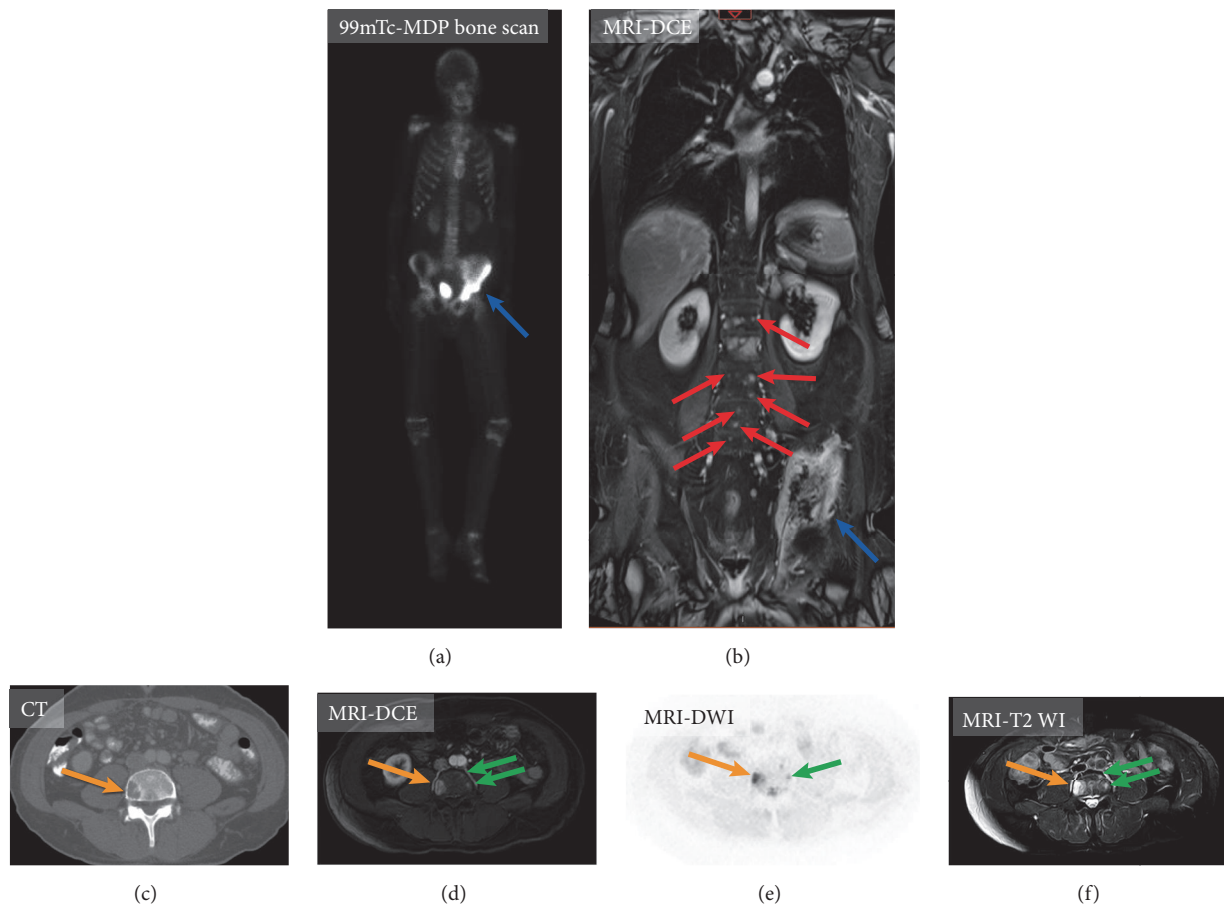 99mTc-MDP bone scan
MRI-DCE
(a)
(b)
CT
MRI-DCE
MRI-DWI
MRI-T2 WI
(c)
(d)
(e)
(f)